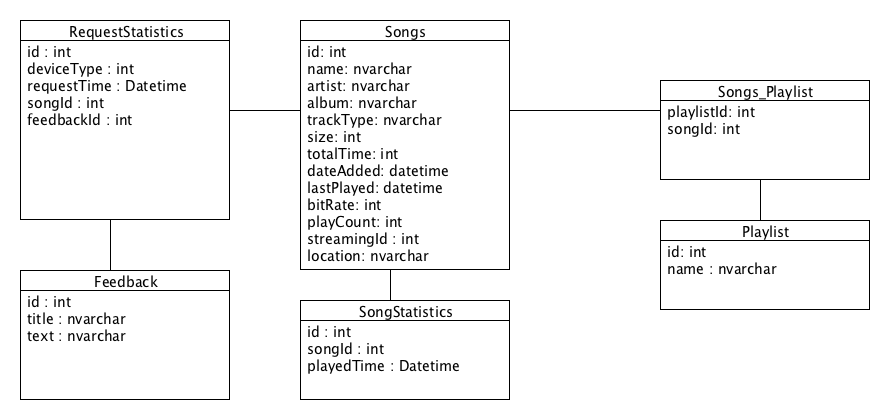 RequestStatistics
id : int
deviceType : int
requestTime : Datetime
songId : int
feedbackId : int
Songs
id: int
name: nvarchar
artist: nvarchar
album: nvarchar
trackType: nvarchar
size: int
totalTime: int
dateAdded: datetime
lastPlayed: datetime
bitRate: int
playCount: int
streamingId : int
location: nvarchar
Songs_Playlist
playlistId: int
songId: int
Playlist
id: int
name : nvarchar
Feedback
id : int
title : nvarchar
text : nvarchar
SongStatistics
id : int
songId : int
playedTime : Datetime